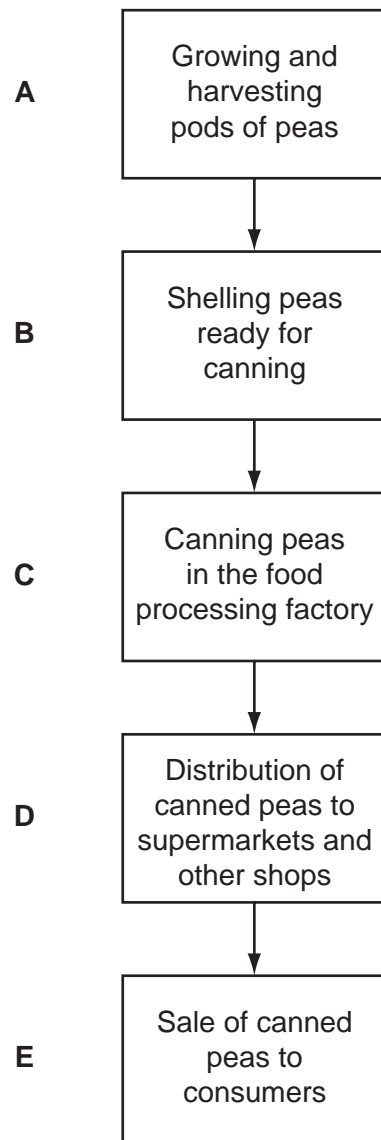 A
Growing and
harvesting
pods of peas
B
Shelling peas
ready for
canning
C
Canning peas
in the food
processing factory
D
Distribution of
canned peas to
supermarkets and
other shops
E
Sale of canned
peas to
consumers